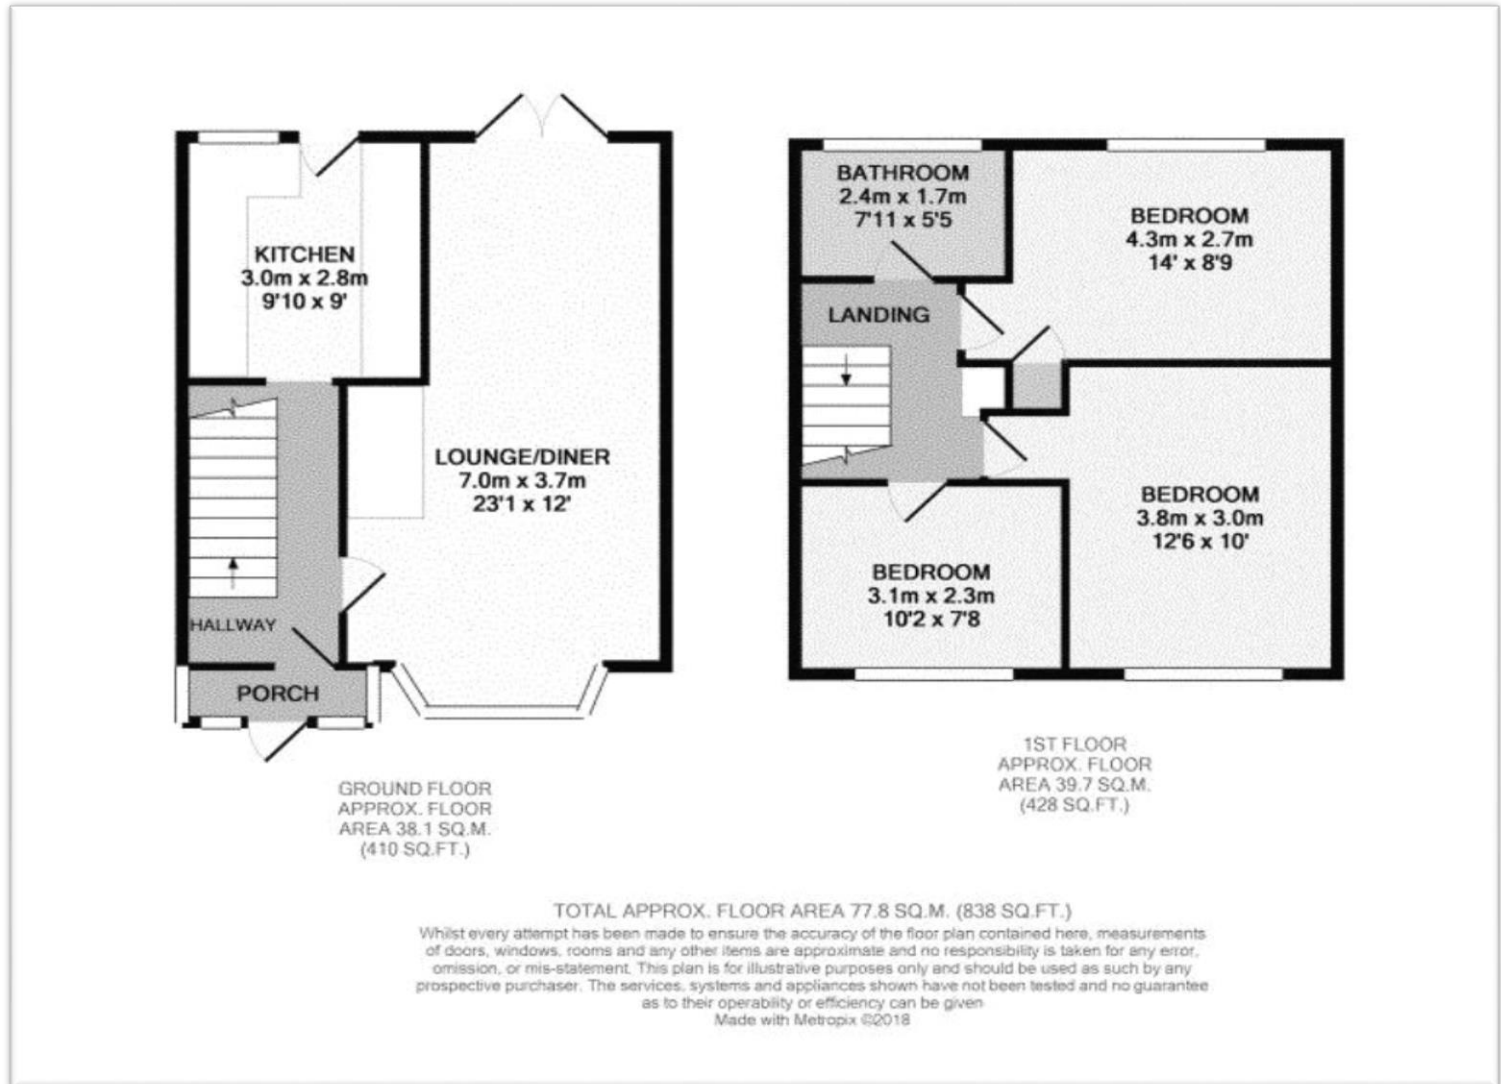 KITCHEN
3.0m x 2.8m
9'10 x 9'
LOUNGE/DINER
7.0m x 3.7m
23'1 x 12'
HALLWAY
PORCH
GROUND FLOOR
APPROX. FLOOR
AREA 38.1 SQ.M.
(410 SQ.FT.)
BATHROOM
2.4m x 1.7m
7'11 x 5'5
BEDROOM
4.3m x 2.7m
14' x 8'9
LANDING
BEDROOM
3.8m x 3.0m
12'6 x 10'
BEDROOM
3.1m x 2.3m
10'2 x 7'8
1ST FLOOR
APPROX. FLOOR
AREA 39.7 SQ.M.
(428 SQ.FT.)
TOTAL APPROX. FLOOR AREA 77.8 SQ.M. (838 SQ.FT.)
Whilst every attempt has been made to ensure the accuracy of the floor plan contained here, measurements
of doors, windows, rooms and any other items are approximate and no responsibility is taken for any error,
omission, or mis-statement. This plan is for illustrative purposes only and should be used as such by any
prospective purchaser. The services, systems and appliances shown have not been tested and no guarantee
as to their operability or efficiency can be given
Made with Metropix ©2018